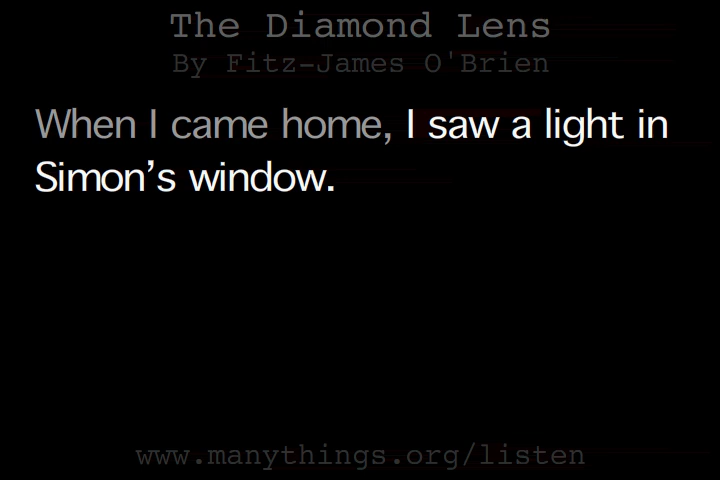 The Diamond Lens
By Fitz-James O'Brien
When I came home, I saw a light in
Simon’s window.
www.manythings.org/listen